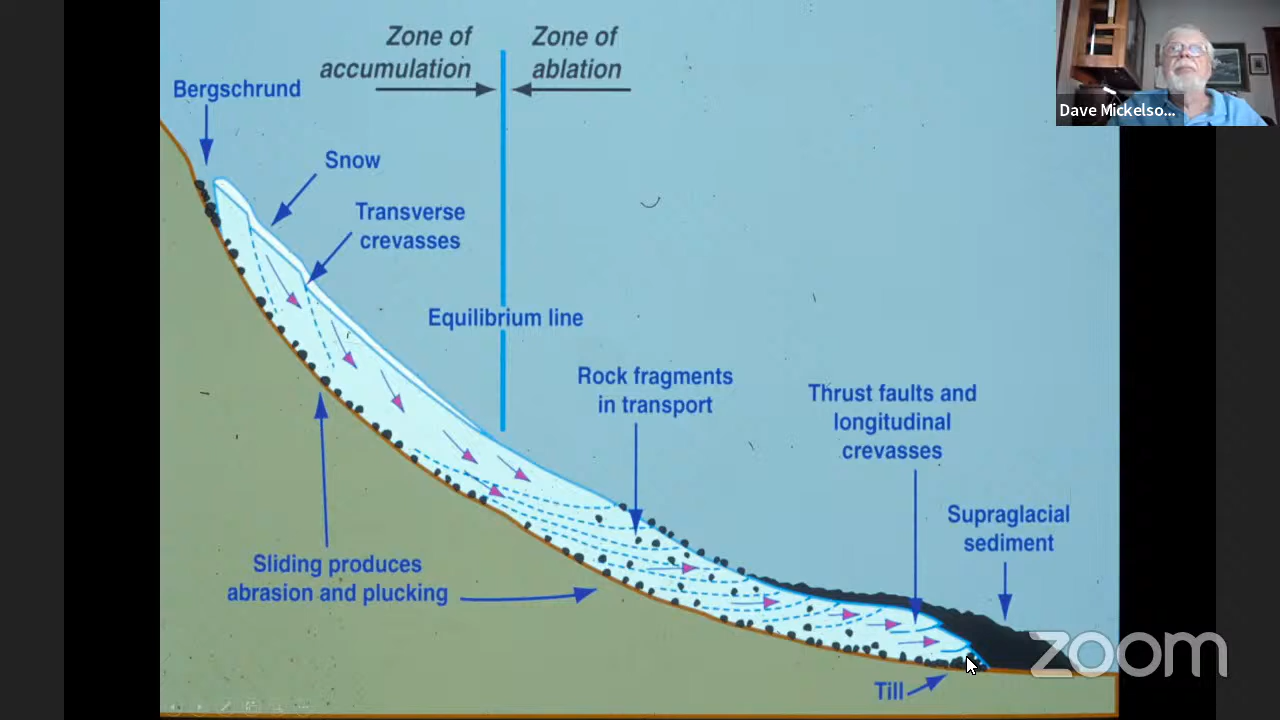 Zone of
accumulation
Zone of
ablation
Bergschrund
Snow
Transverse
crevasses
Equilibrium line
Rock fragments
in transport
Thrust faults and
longitudinal
crevasses
Supraglacial
sediment
Sliding produces
abrasion and plucking
Till
Dave Mickelso...
zoom